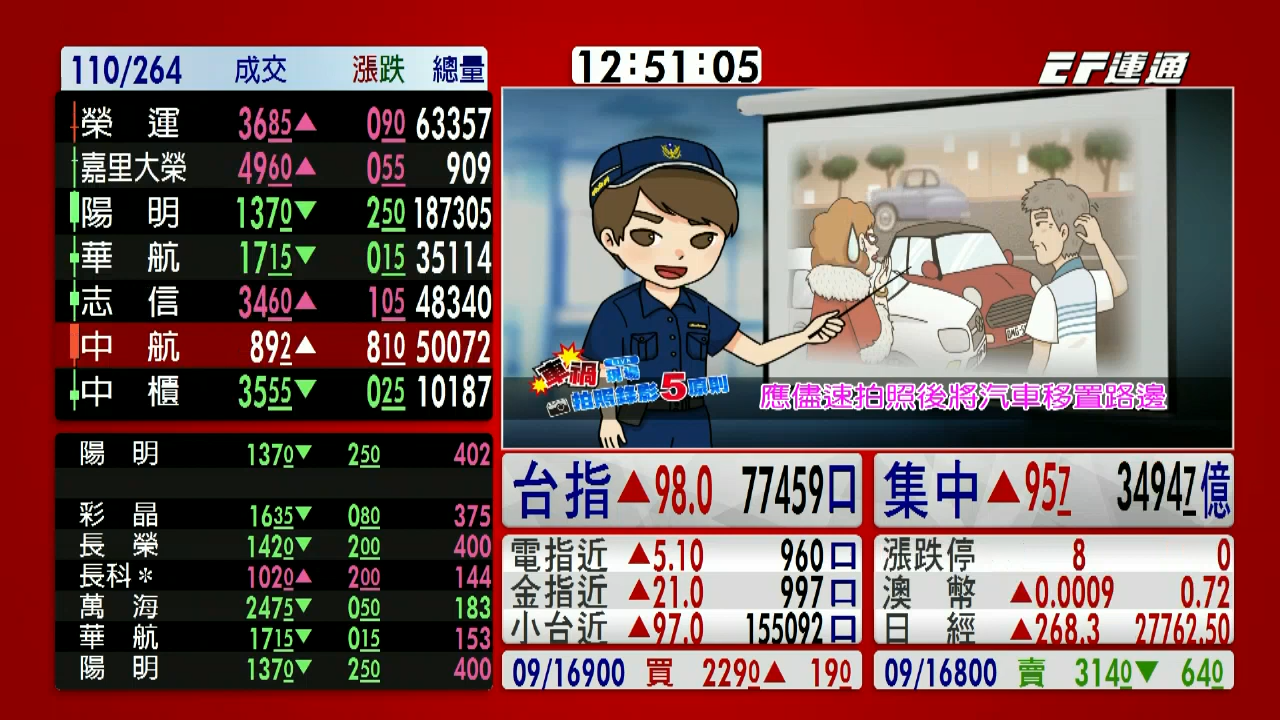 110/264 成交 漲跌 總量
榮運 3685▲ 090 63357
嘉里大榮 4960▲ 055 909
陽明 1370▼ 250 187305
華航 1715▼ 015 35114
志信 3460▲ 105 48340
中航 892▲ 810 50072
中櫃 3555▼ 025 10187
陽明 1370▼ 250 402
彩晶 1635▼ 080 375
長榮 1420▼ 200 400
長科* 1020▲ 200 144
萬海 2475▼ 050 183
華航 1715▼ 015 153
陽明 1370▼ 250 400
12:51:05
EF運通
車禍現場
拍照錄影5原則
應儘速拍照後將汽車移置路邊
台指▲98.0 77459口
集中▲957 34947億
電指近 ▲5.10 960口
金指近 ▲21.0 997口
小台近 ▲97.0 155092口
漲跌停 8 0
澳幣 ▲0.0009 0.72
日經 ▲268.3 27762.50
09/16900 買 2290▲ 190
09/16800 賣 3140▼ 640